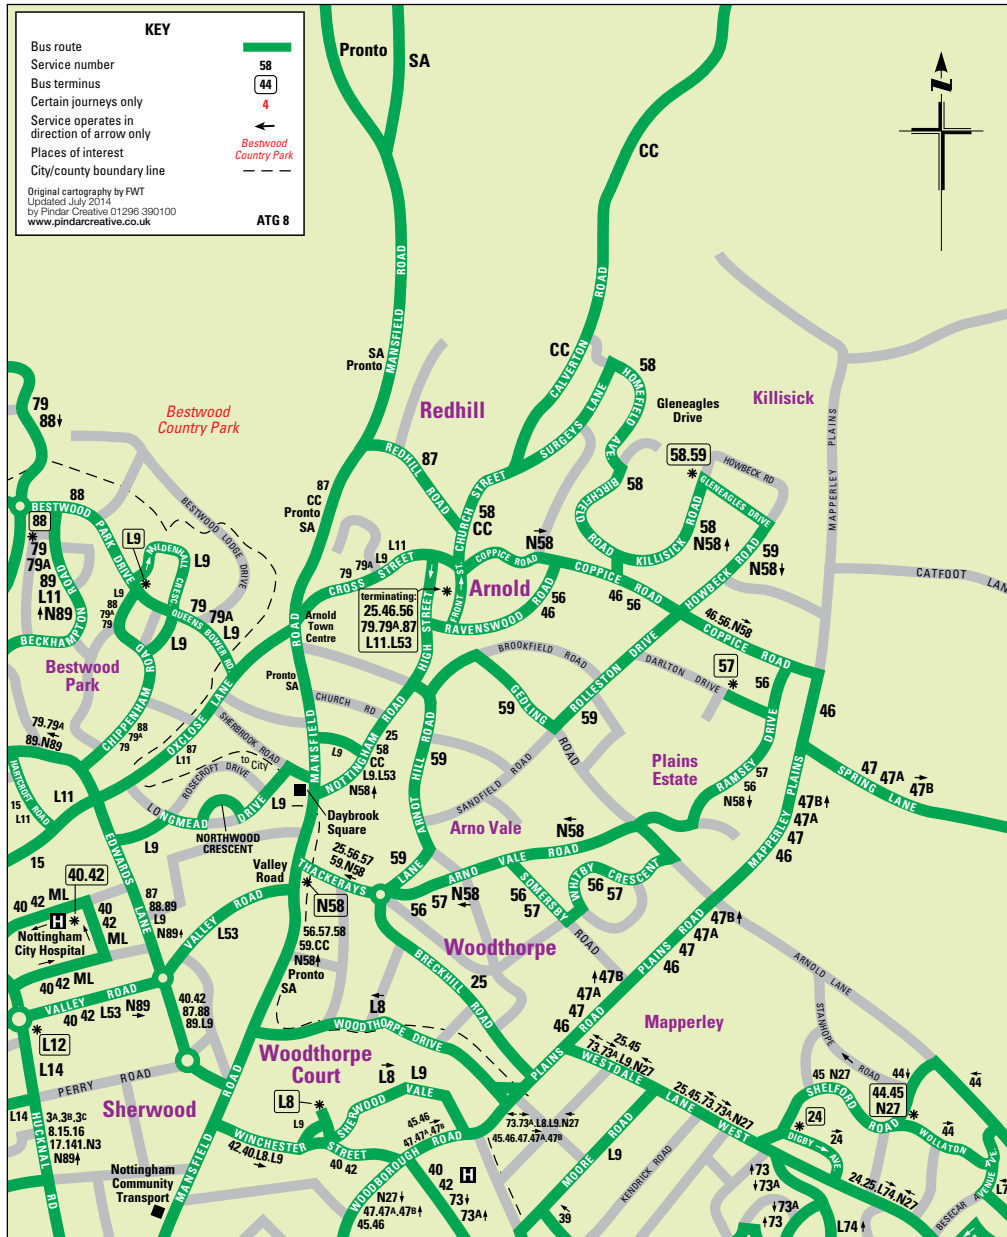 KEY
Bus route
Service number 58
Bus terminus 44
Certain journeys only 4
Service operates in
direction of arrow only
Places of interest Bestwood
Country Park
City/county boundary line
Original cartography by FWT
Updated July 2014
by Pindar Creative 01296 390100
www.pindarcreative.co.uk ATG 8
Pronto
SA
CC
MANSFIELD ROAD
SA
Pronto
CALVERTON ROAD
CC
58
HOMEFIELD AVE
SURGEYS LANE
Gleneagles
Drive
Killisick
MAPPERLEY PLAINS
79
88
Bestwood
Country Park
Redhill
REDHILL ROAD
87
58.59
HOWBECK RD
GLENEAGLES DRIVE
BIRCHFIELD ROAD
58
KILLISICK ROAD
58
N58
59
N58
HOWBECK ROAD
CATFOOT LAN
87
CC
Pronto
SA
CHURCH STREET
58
CC
N58
COPPICE ROAD
COPPICE ROAD
BESTWOOD PARK DRIVE
88
88
79
79A
89
L11
N89
BECKHAMPTON ROAD
L9
MILDENHALL CRESC.
L9
BESTWOOD LODGE DRIVE
L9
88
79A
79
79
79A
L9
QUEENS BOWER RD.
L9
L11
L9
79A
79
CROSS STREET
Arnold
FRONT ST.
terminating:
25.46.56
79.79A.87
L11.L53
HIGH STREET
RAVENSWOOD ROAD
56
46
46
56
46.56.N58
COPPICE ROAD
Arnold
Town
Centre
Bestwood
Park
CHIPPENHAM ROAD
OXCLOSE LANE
Pronto
SA
CHURCH RD
BROOKFIELD ROAD
GEDLING ROAD
59
ROLLESTON DRIVE
59
DARLTON DRIVE
57
56
46
79.79A
89.N89
88
79A
79
SHERBROOK ROAD
87
L11
to City
ROSECROFT DRIVE
MANSFIELD ROAD
L9
NOTTINGHAM ROAD
25
58
CC
L9.L53
N58
ARNOT HILL ROAD
59
SANDFIELD ROAD
Plains
Estate
RAMSEY DRIVE
57
56
N58
MAPPERLEY PLAINS
47
47A
47B
SPRING LANE
47B
47A
47
46
HARTCROFT ROAD
15
L11
L11
15
LONGMEAD DRIVE
L9
L9
NORTHWOOD
CRESCENT
Daybrook
Square
Arno Vale
N58
ARNO VALE ROAD
EDWARDS LANE
Valley
Road
25.56.57
59.N58
THACKERAYS LANE
59
56
57
N58
SOMERSBY ROAD
56
57
WHITBY CRESCENT
56
57
40.42
40 42 ML
H
Nottingham
City Hospital
40
42
ML
40 42 ML
87
88.89
L9
N89
VALLEY ROAD
L53
N58
56.57.58
59.CC
N58
Pronto
SA
Woodthorpe
BRECKHILL ROAD
25
47B
47A
47
46
PLAINS ROAD
47B
47A
47
46
ARNOLD LANE
VALLEY ROAD
40 42 L53 N89
40.42
87.88
89.L9
L8
WOODTHORPE DRIVE
Mapperley
STANHOPE ROAD
L12
L14
PERRY ROAD
Woodthorpe
Court
L8 L9
SHERWOOD VALE
PLAINS ROAD
25.45
73.73A.L9.N27
WESTDALE LANE WEST
25.45.73.73A.N27
45 N27
SHELFORD ROAD
44
44.45
N27
44
44
WOLLATON AVENUE
AVE
L14
HUCKNALL RD
3A.3B.3C
8.15.16
17.141.N3
N89
Sherwood
MANSFIELD ROAD
L8
L9
WINCHESTER STREET
42.40.L8.L9
40 42
45.46
47.47A.47B
73.73A.L8.L9.N27
45.46.47.47A.47B
WOODBOROUGH ROAD
24
DIGBY AVE.
24
Nottingham
Community
Transport
N27
47.47A.47B
45.46
40
42
73
73A
H
MOORE ROAD
L9
39
KENDRICK ROAD
73
73A
73A
73
L74
24.25.L74.N27
BESECAR A
L7